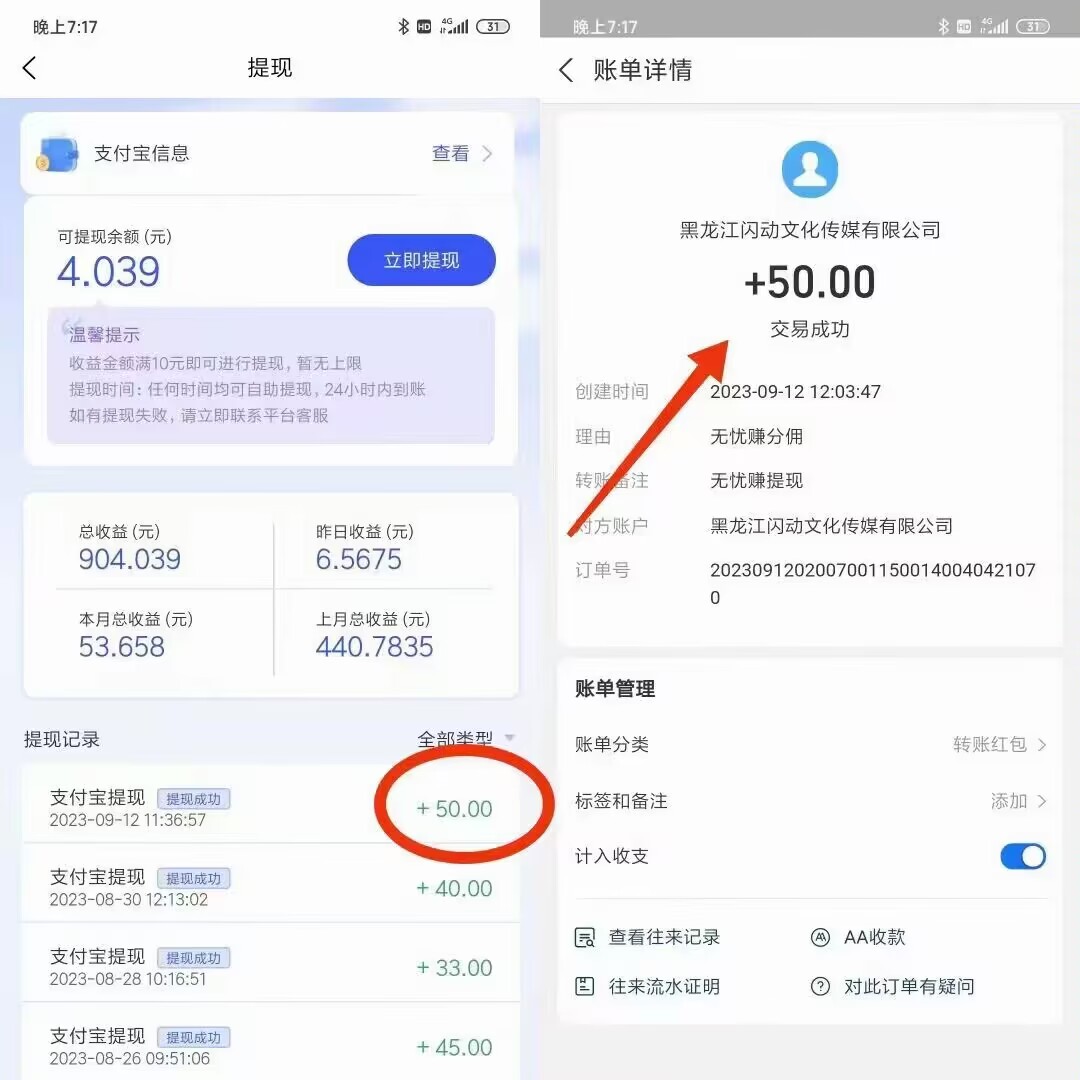 晚上7:17
HD 4G 31
提现
支付宝信息 查看
可提现余额 (元)
4.039
立即提现
温馨提示
收益金额满10元即可进行提现，暂无上限
提现时间：任何时间均可自助提现，24小时内到账
如有提现失败，请立即联系平台客服
总收益 (元) 昨日收益 (元)
904.039 6.5675
本月总收益 (元) 上月总收益 (元)
53.658 440.7835
提现记录 全部类型
支付宝提现 提现成功
2023-09-12 11:36:57
+ 50.00
支付宝提现 提现成功
2023-08-30 12:13:02
+ 40.00
支付宝提现 提现成功
2023-08-28 10:16:51
+ 33.00
支付宝提现 提现成功
2023-08-26 09:51:06
+ 45.00
晚上7:17
HD 4G 31
账单详情
黑龙江闪动文化传媒有限公司
+50.00
交易成功
创建时间 2023-09-12 12:03:47
理由 无忧赚分佣
转账备注 无忧赚提现
对方账户 黑龙江闪动文化传媒有限公司
订单号 2023091202007001150014004042107
0
账单管理
账单分类 转账红包
标签和备注 添加
计入收支
查看往来记录 AA收款
往来流水证明 对此订单有疑问